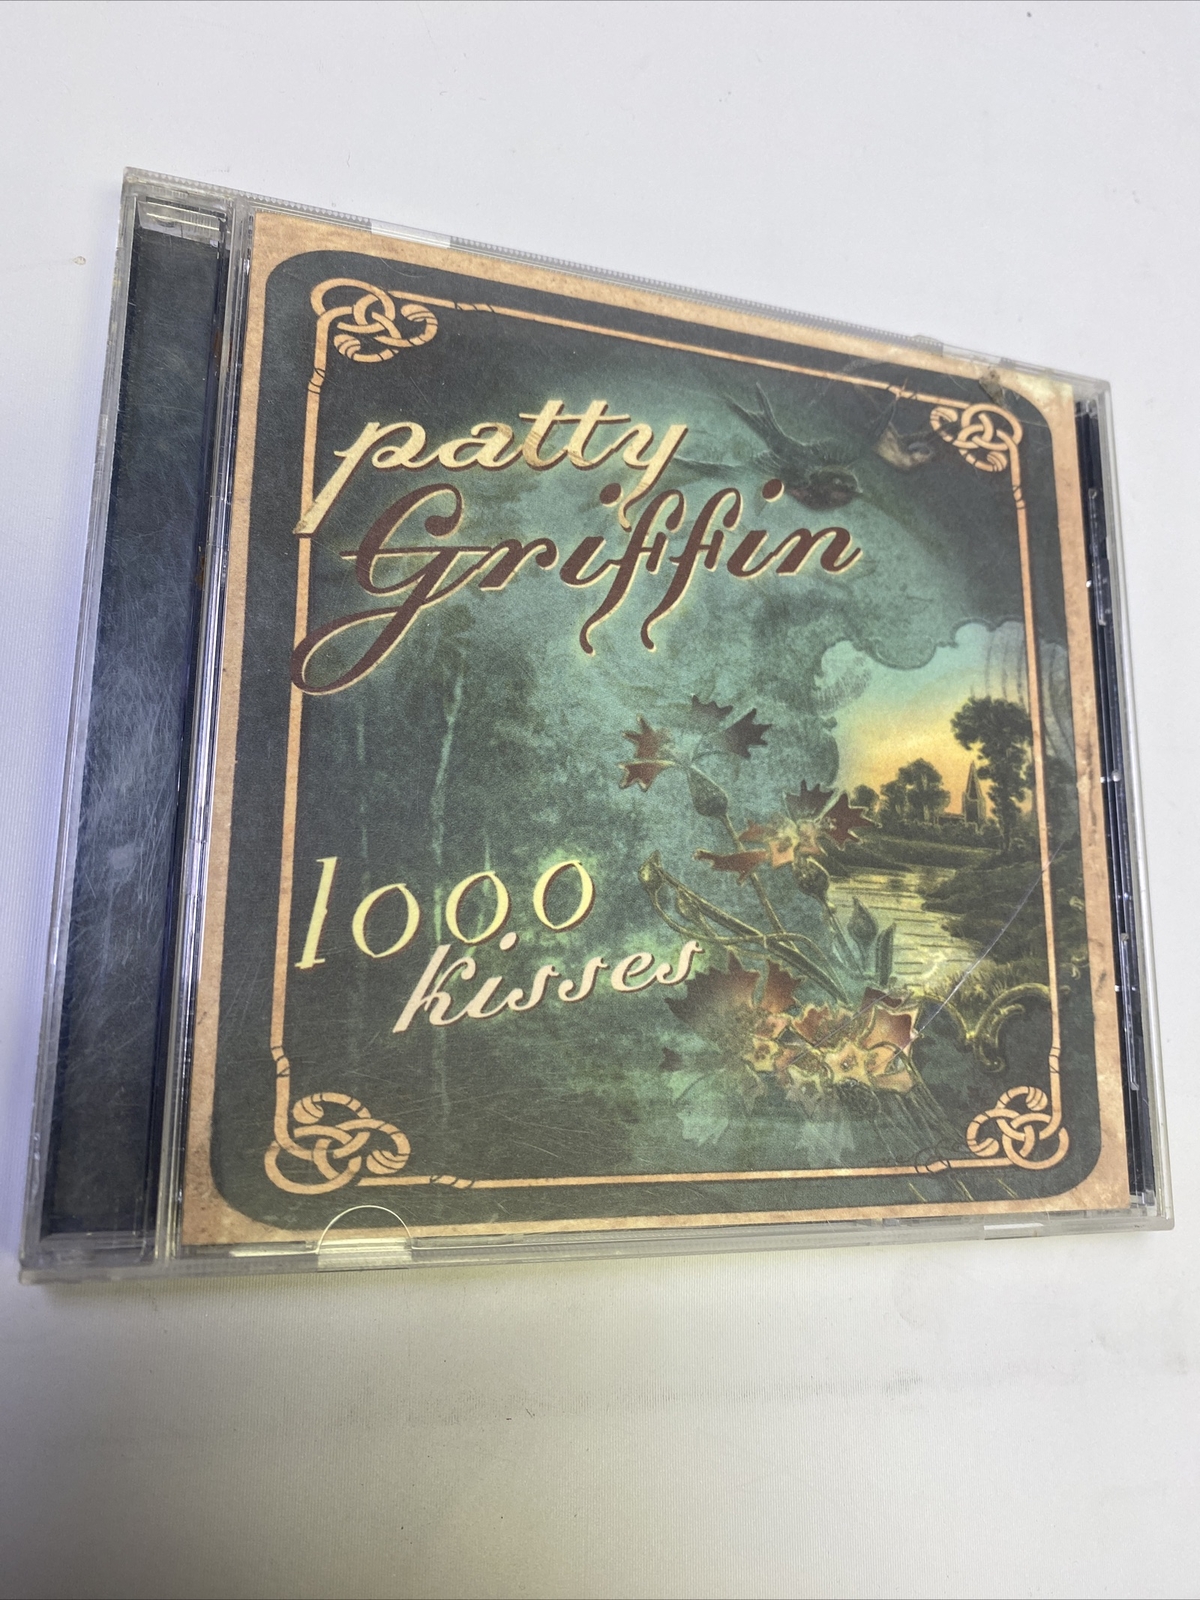 patty
Griffin
1000
kisses